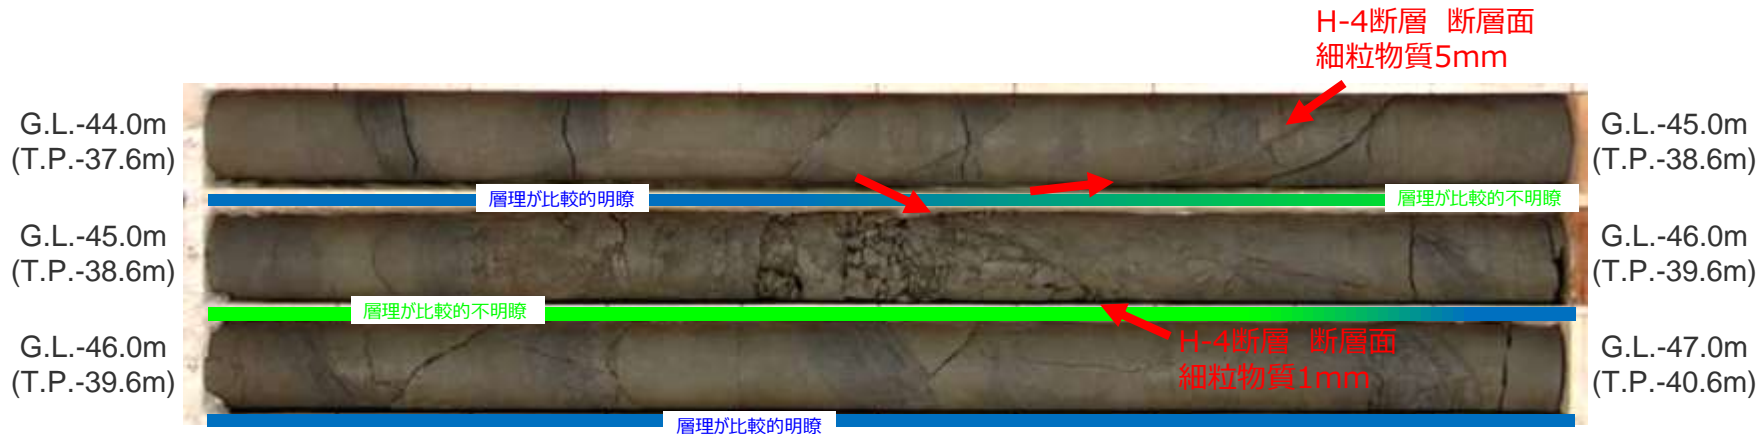 H-4断層 断層面
細粒物質5mm
G.L.-44.0m
(T.P.-37.6m)
G.L.-45.0m
(T.P.-38.6m)
層理が比較的明瞭
層理が比較的不明瞭
G.L.-45.0m
(T.P.-38.6m)
G.L.-46.0m
(T.P.-39.6m)
層理が比較的不明瞭
H-4断層 断層面
細粒物質1mm
G.L.-46.0m
(T.P.-39.6m)
G.L.-47.0m
(T.P.-40.6m)
層理が比較的明瞭